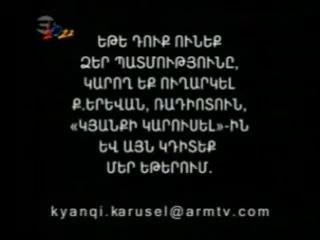 ԵԹԵ ԴՈՒՔ ՈՒՆԵՔ
ՁԵՐ ՊԱՏՄՈՒԹՅՈՒՆԸ,
ԿԱՐՈՂ ԵՔ ՈՒՂԱՐԿԵԼ
Ք.ԵՐԵՎԱՆ, ՌԱԴԻՈՏՈՒՆ,
«ԿՅԱՆՔԻ ԿԱՐՈՒՍԵԼ»-ԻՆ
ԵՎ ԱՅՆ ԿԴԻՏԵՔ
ՄԵՐ ԵԹԵՐՈՒՄ.
kyanqi.karusel@armtv.com